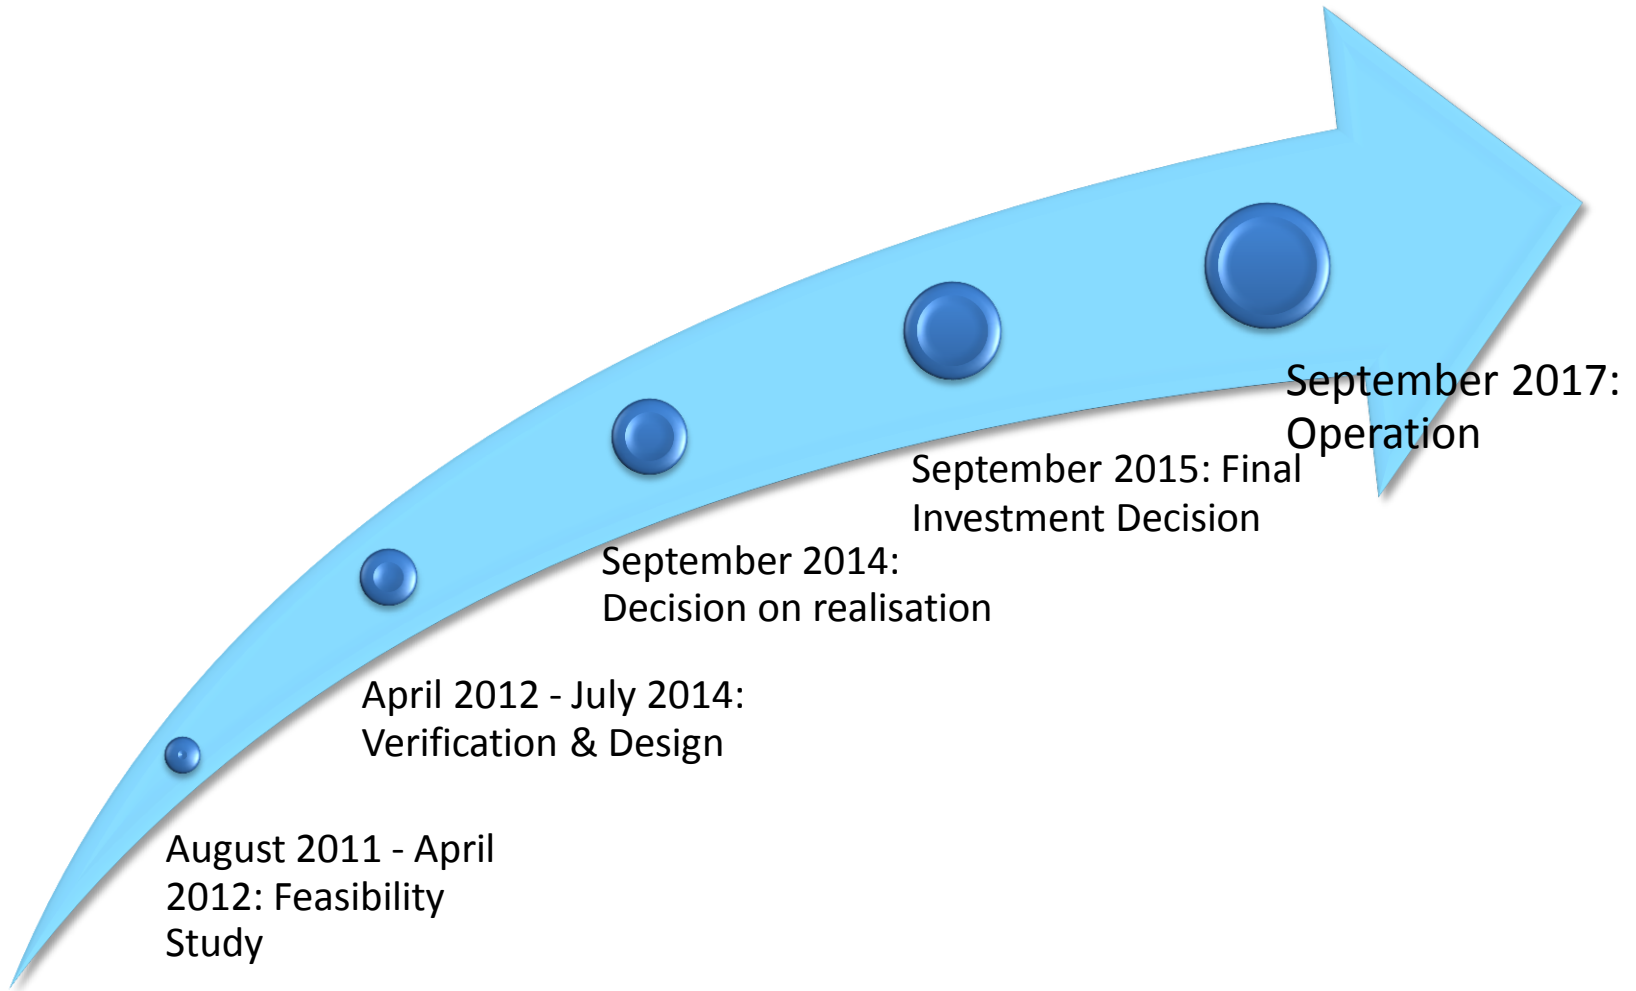 August 2011 - April
2012: Feasibility
Study
April 2012 - July 2014:
Verification & Design
September 2014:
Decision on realisation
September 2015: Final
Investment Decision
September 2017:
Operation